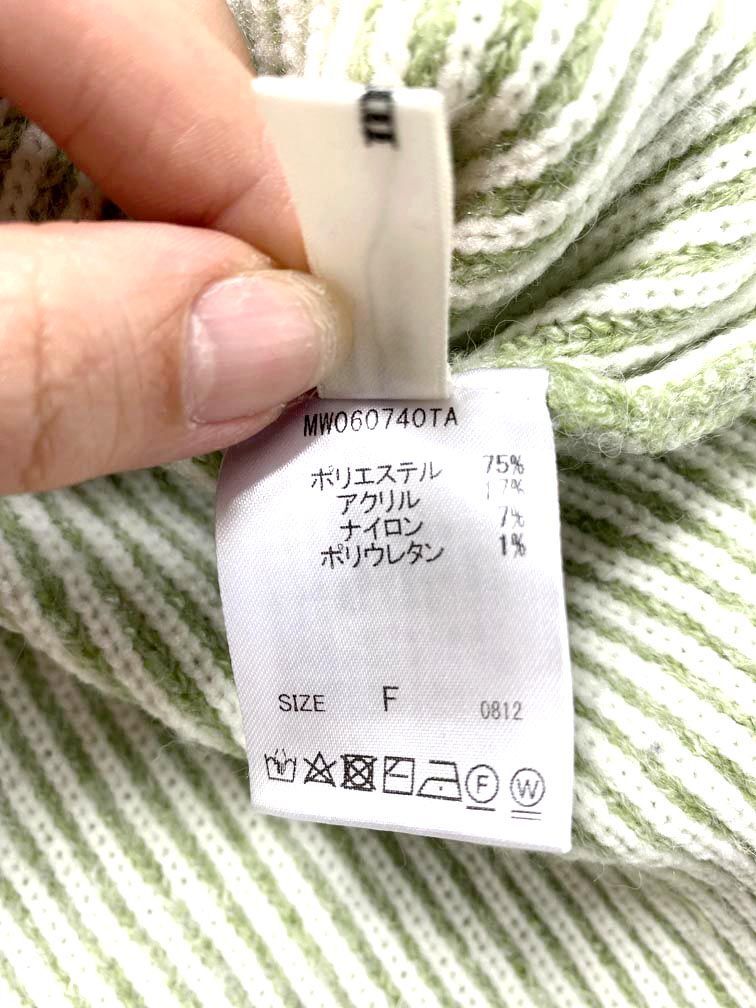 MW060740TA
ポリエステル 75%
アクリル 17%
ナイロン 7%
ポリウレタン 1%
SIZE F 0812
F W